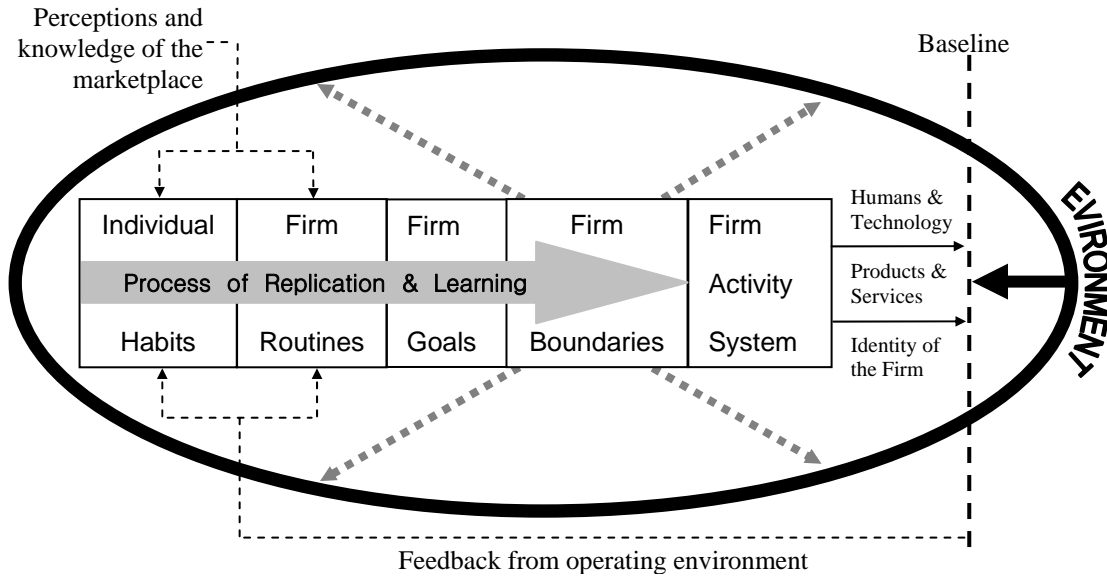 Perceptions and
knowledge of the
marketplace
Baseline
Individual
Habits
Firm
Routines
Firm
Goals
Firm
Boundaries
Firm
Activity
System
Process of Replication & Learning
Humans &
Technology
Products &
Services
Identity of
the Firm
EVIRONMENT
Feedback from operating environment